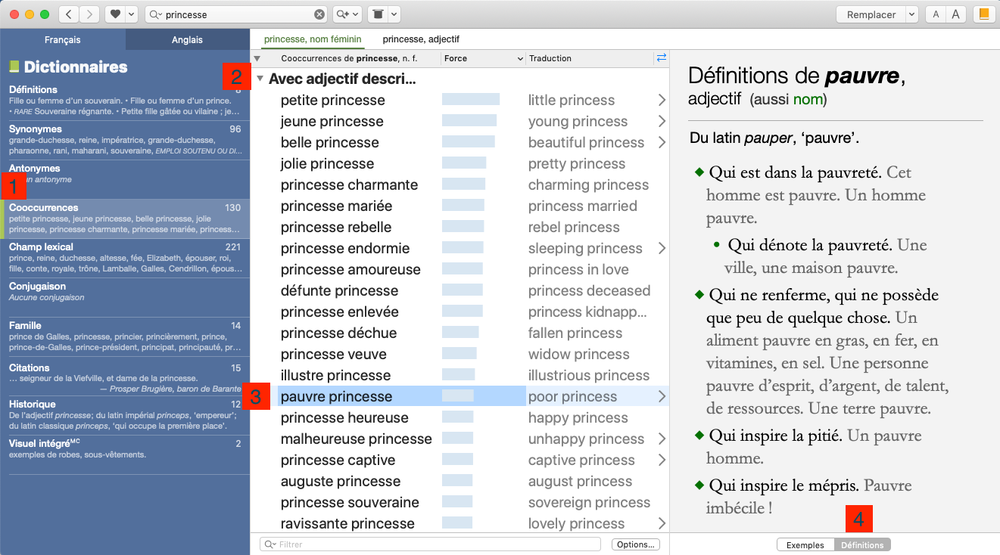 princesse
Remplacer
A A
Français
Anglais
Dictionnaires
Définitions 8
Fille ou femme d’un souverain. • Fille ou femme d’un prince.
• RARE Souveraine régnante. • Petite fille gâtée ou vilaine ; je…
Synonymes 96
grande-duchesse, reine, impératrice, grande-duchesse,
pharaonne, rani, maharani, souveraine, EMPLOI SOUTENU OU DI…
Antonymes
antonyme
1
Cooccurrences 130
petite princesse, jeune princesse, belle princesse, jolie
princesse, princesse charmante, princesse mariée, princess…
Champ lexical 221
prince, reine, duchesse, altesse, fée, Elizabeth, épouser, roi,
fille, conte, royale, trône, Lamballe, Galles, Cendrillon, épous…
Conjugaison
Aucune conjugaison
Famille 14
prince de Galles, princesse, princier, princièrement, prince,
prince-de-Galles, prince-président, principat, principauté, pr…
Citations 15
… seigneur de la Viefville, et dame de la princesse.
— Prosper Brugière, baron de Barante
Historique 12
De l’adjectif princesse; du latin impérial princeps, ‘empereur’;
du latin classique princeps, ‘qui occupe la première place’.
Visuel intégréMC 2
exemples de robes, sous-vêtements.
princesse, nom féminin princesse, adjectif
Cooccurrences de princesse, n. f. Force Traduction
2
Avec adjectif descri…
petite princesse little princess
jeune princesse young princess
belle princesse beautiful princess
jolie princesse pretty princess
princesse charmante charming princess
princesse mariée princess married
princesse rebelle rebel princess
princesse endormie sleeping princess
princesse amoureuse princess in love
défunte princesse princess deceased
princesse enlevée princess kidnapp…
princesse déchue fallen princess
princesse veuve widow princess
illustre princesse illustrious princess
3
pauvre princesse poor princess
princesse heureuse happy princess
malheureuse princesse unhappy princess
princesse captive captive princess
auguste princesse august princess
princesse souveraine sovereign princess
ravissante princesse lovely princess
Filtrer
Options...
Définitions de pauvre,
adjectif (aussi nom)
Du latin pauper, ‘pauvre’.
Qui est dans la pauvreté. Cet
homme est pauvre. Un homme
pauvre.
• Qui dénote la pauvreté. Une
ville, une maison pauvre.
Qui ne renferme, qui ne possède
que peu de quelque chose. Un
aliment pauvre en gras, en fer, en
vitamines, en sel. Une personne
pauvre d’esprit, d’argent, de talent,
de ressources. Une terre pauvre.
Qui inspire la pitié. Un pauvre
homme.
Qui inspire le mépris. Pauvre
imbécile !
4
Exemples Définitions